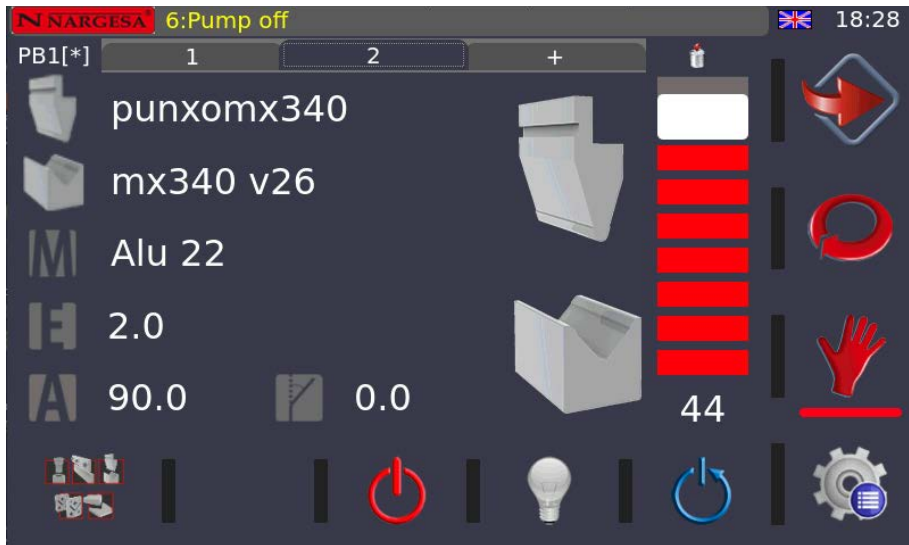 N NARGESA 6:Pump off 18:28
PB1[*] 1 2 +
punxomx340
mx340 v26
M Alu 22
E 2.0
A 90.0 0.0 44